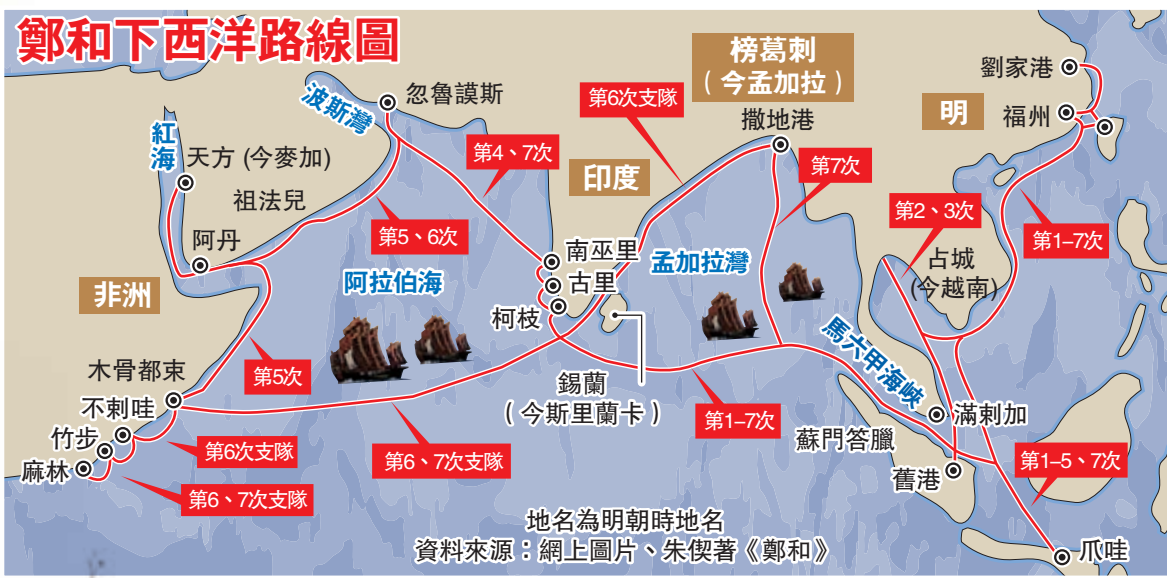 鄭和下西洋路線圖
榜葛刺
（今孟加拉）
劉家港
忽魯謨斯
波斯灣
第6次支隊
撒地港
明
福州
紅海
天方 (今麥加)
第4、7次
印度
第7次
祖法兒
第2、3次
第5、6次
第1–7次
阿丹
南巫里
孟加拉灣
占城
(今越南)
阿拉伯海
古里
非洲
柯枝
馬六甲海峽
木骨都束
第5次
錫蘭
（今斯里蘭卡）
不剌哇
第1–7次
滿剌加
竹步
第6次支隊
第6、7次支隊
蘇門答臘
麻林
第1–5、7次
舊港
第6、7次支隊
地名為明朝時地名
資料來源：網上圖片、朱偰著《鄭和》
爪哇